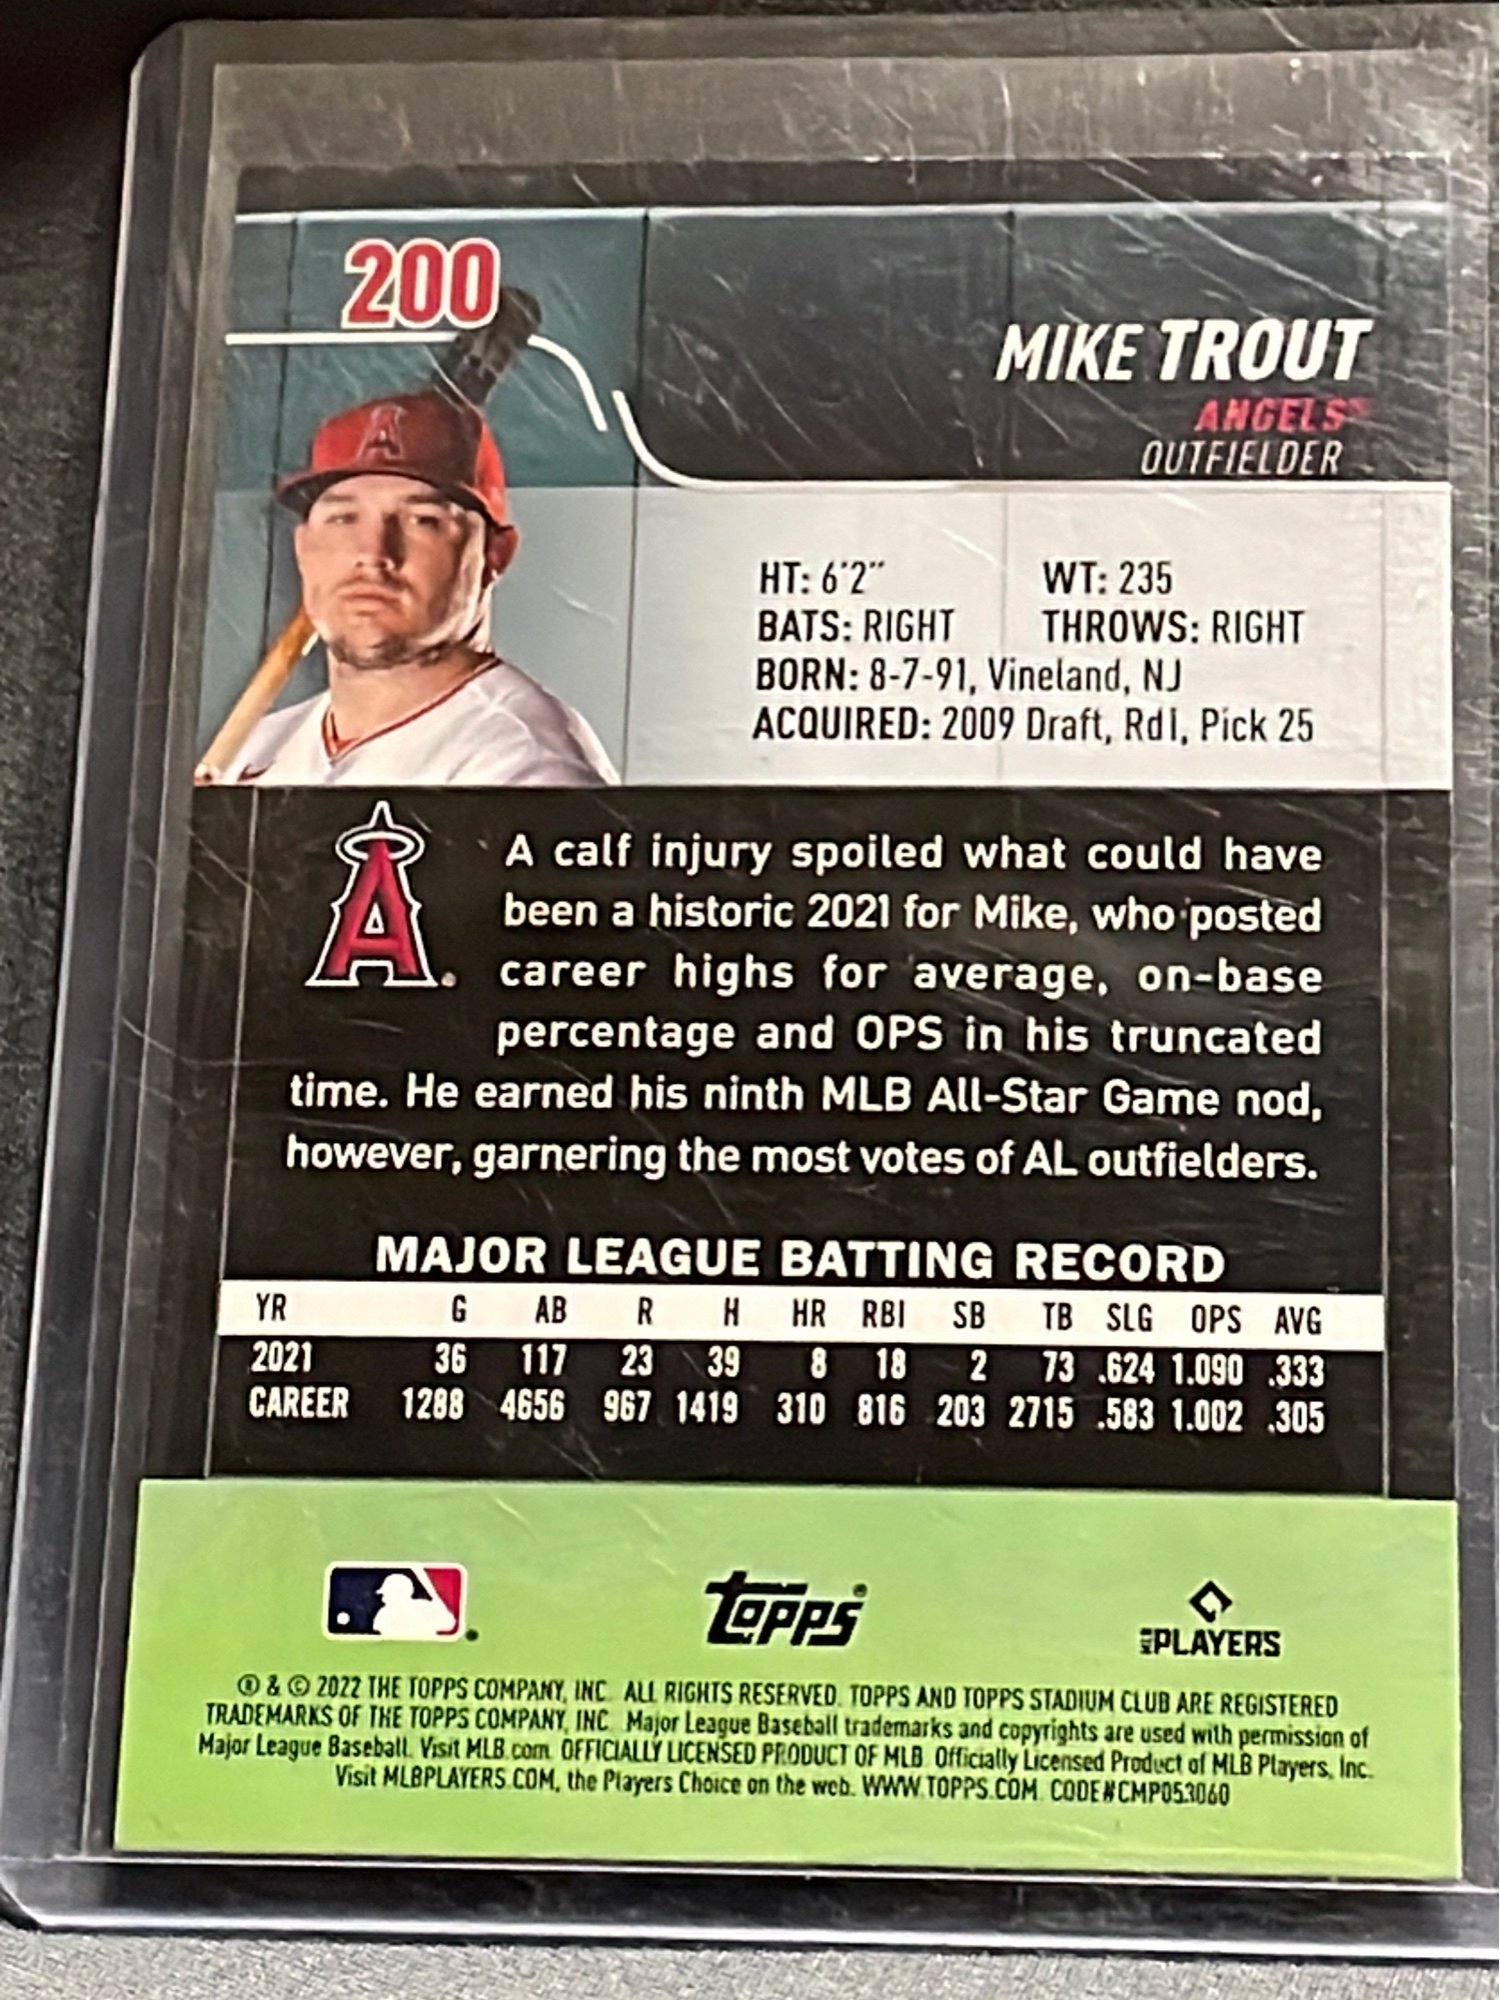 200
MIKE TROUT
ANGELS
OUTFIELDER
HT: 6'2" WT: 235
BATS: RIGHT THROWS: RIGHT
BORN: 8-7-91, Vineland, NJ
ACQUIRED: 2009 Draft, Rd 1, Pick 25
A
A
A calf injury spoiled what could have
been a historic 2021 for Mike, who posted
career highs for average, on-base
percentage and OPS in his truncated
time. He earned his ninth MLB All-Star Game nod,
however, garnering the most votes of AL outfielders.
MAJOR LEAGUE BATTING RECORD
YR G AB R H HR RBI SB TB SLG OPS AVG
2021 36 117 23 39 8 18 2 73 .624 1.090 .333
CAREER 1288 4656 967 1419 310 816 203 2715 .583 1.002 .305
topps® PLAYERS
® & © 2022 THE TOPPS COMPANY, INC. ALL RIGHTS RESERVED. TOPPS AND TOPPS STADIUM CLUB ARE REGISTERED
TRADEMARKS OF THE TOPPS COMPANY, INC. Major League Baseball trademarks and copyrights are used with permission of
Major League Baseball. Visit MLB.com. OFFICIALLY LICENSED PRODUCT OF MLB. Officially Licensed Product of MLB Players, Inc.
Visit MLBPLAYERS.COM, the Players Choice on the web. WWW.TOPPS.COM. CODE#CMP053060